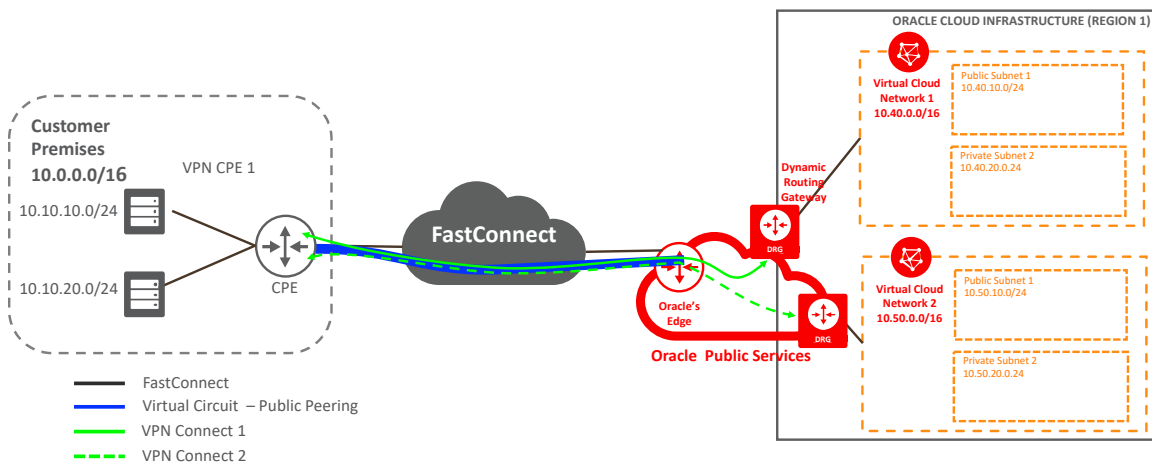 ORACLE CLOUD INFRASTRUCTURE (REGION 1)
Virtual Cloud
Network 1
10.40.0.0/16
Public Subnet 1
10.40.10.0/24
Private Subnet 2
10.40.20.0.24
Customer
Premises
10.0.0.0/16
VPN CPE 1
10.10.10.0/24
10.10.20.0/24
CPE
FastConnect
Dynamic
Routing
Gateway
DRG
Oracle's
Edge
DRG
Oracle Public Services
Virtual Cloud
Network 2
10.50.0.0/16
Public Subnet 1
10.50.10.0/24
Private Subnet 2
10.50.20.0.24
FastConnect
Virtual Circuit – Public Peering
VPN Connect 1
VPN Connect 2